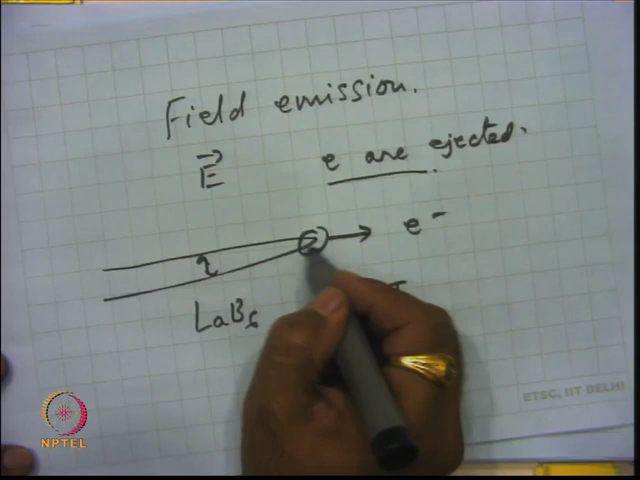 Field emission.
E e are ejected.
e-
LaB6
ETSC, IIT DELHI
NPTEL